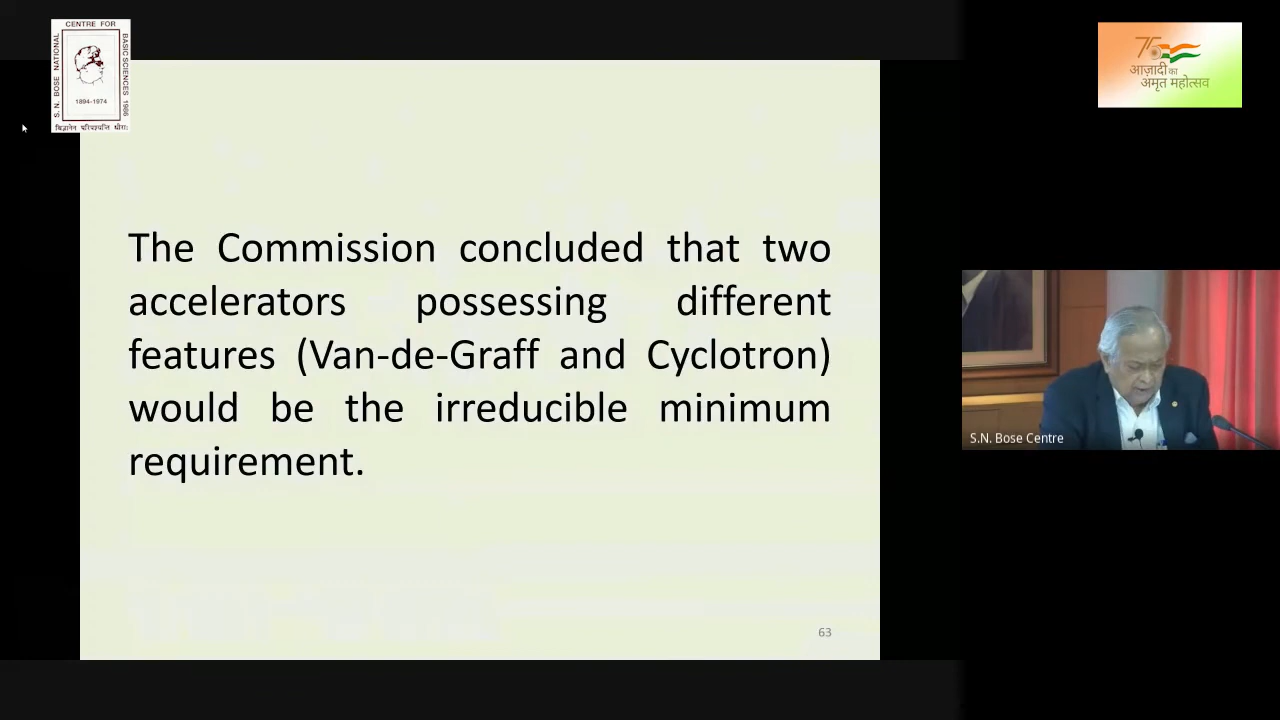 CENTRE FOR
S. N. BOSE NATIONAL
BASIC SCIENCES 1986
1894-1974
75
आज़ादी का
अमृत महोत्सव
The Commission concluded that two
accelerators possessing different
features (Van-de-Graff and Cyclotron)
would be the irreducible minimum
requirement.
63
S.N. Bose Centre